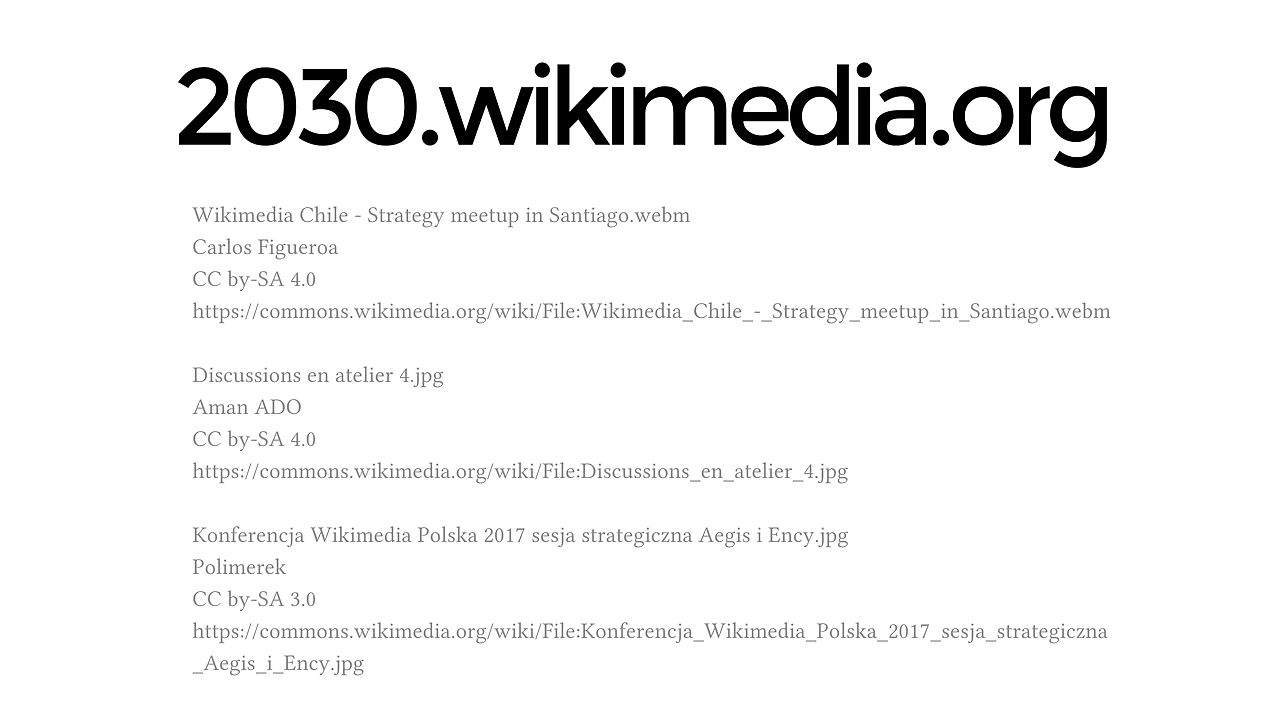 2030.wikimedia.org
Wikimedia Chile - Strategy meetup in Santiago.webm
Carlos Figueroa
CC by-SA 4.0
https://commons.wikimedia.org/wiki/File:Wikimedia_Chile_-_Strategy_meetup_in_Santiago.webm
Discussions en atelier 4.jpg
Aman ADO
CC by-SA 4.0
https://commons.wikimedia.org/wiki/File:Discussions_en_atelier_4.jpg
Konferencja Wikimedia Polska 2017 sesja strategiczna Aegis i Ency.jpg
Polimerek
CC by-SA 3.0
https://commons.wikimedia.org/wiki/File:Konferencja_Wikimedia_Polska_2017_sesja_strategiczna
_Aegis_i_Ency.jpg